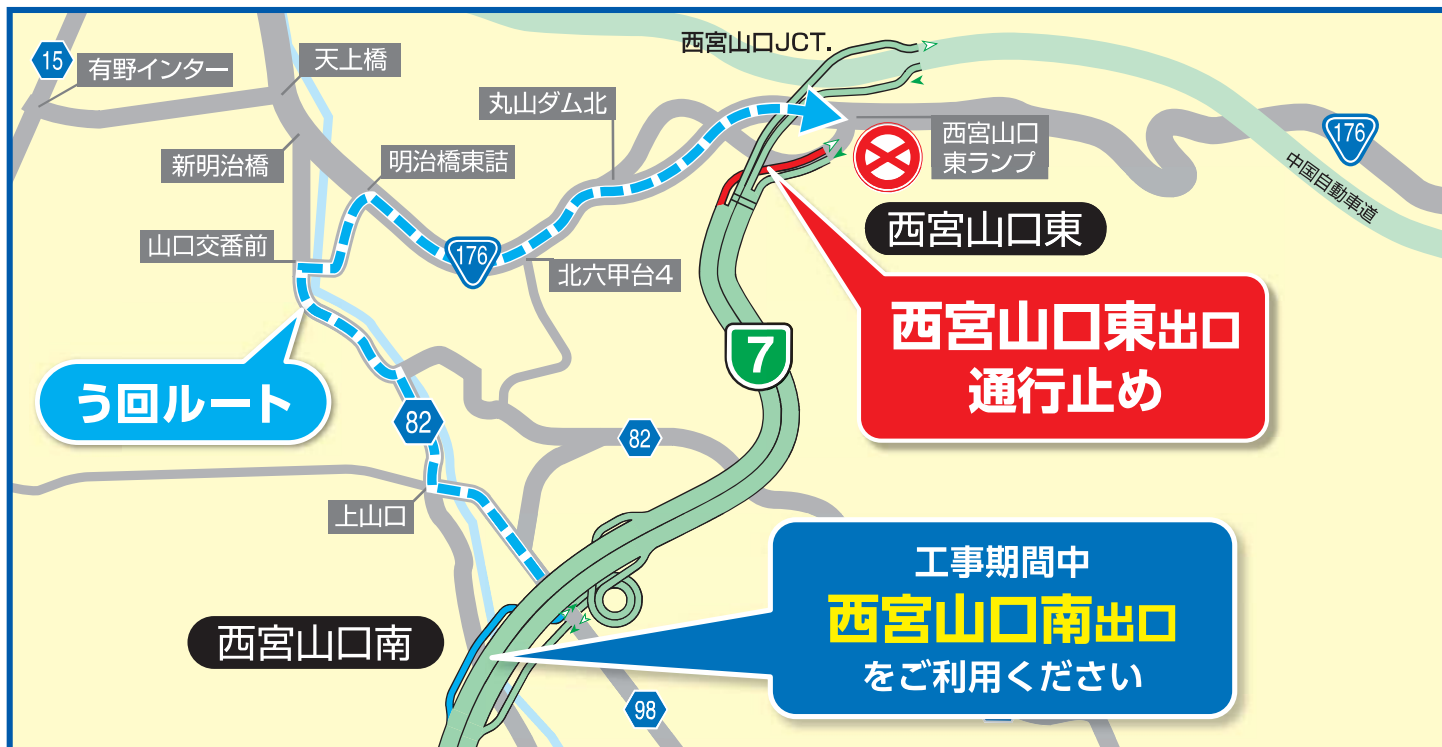 西宮山口JCT.
15
有野インター
天上橋
丸山ダム北
西宮山口
東ランプ
176
中国自動車道
新明治橋
明治橋東詰
西宮山口東
山口交番前
176
北六甲台4
西宮山口東出口
通行止め
7
う回ルート
82
82
上山口
工事期間中
西宮山口南出口
をご利用ください
西宮山口南
98